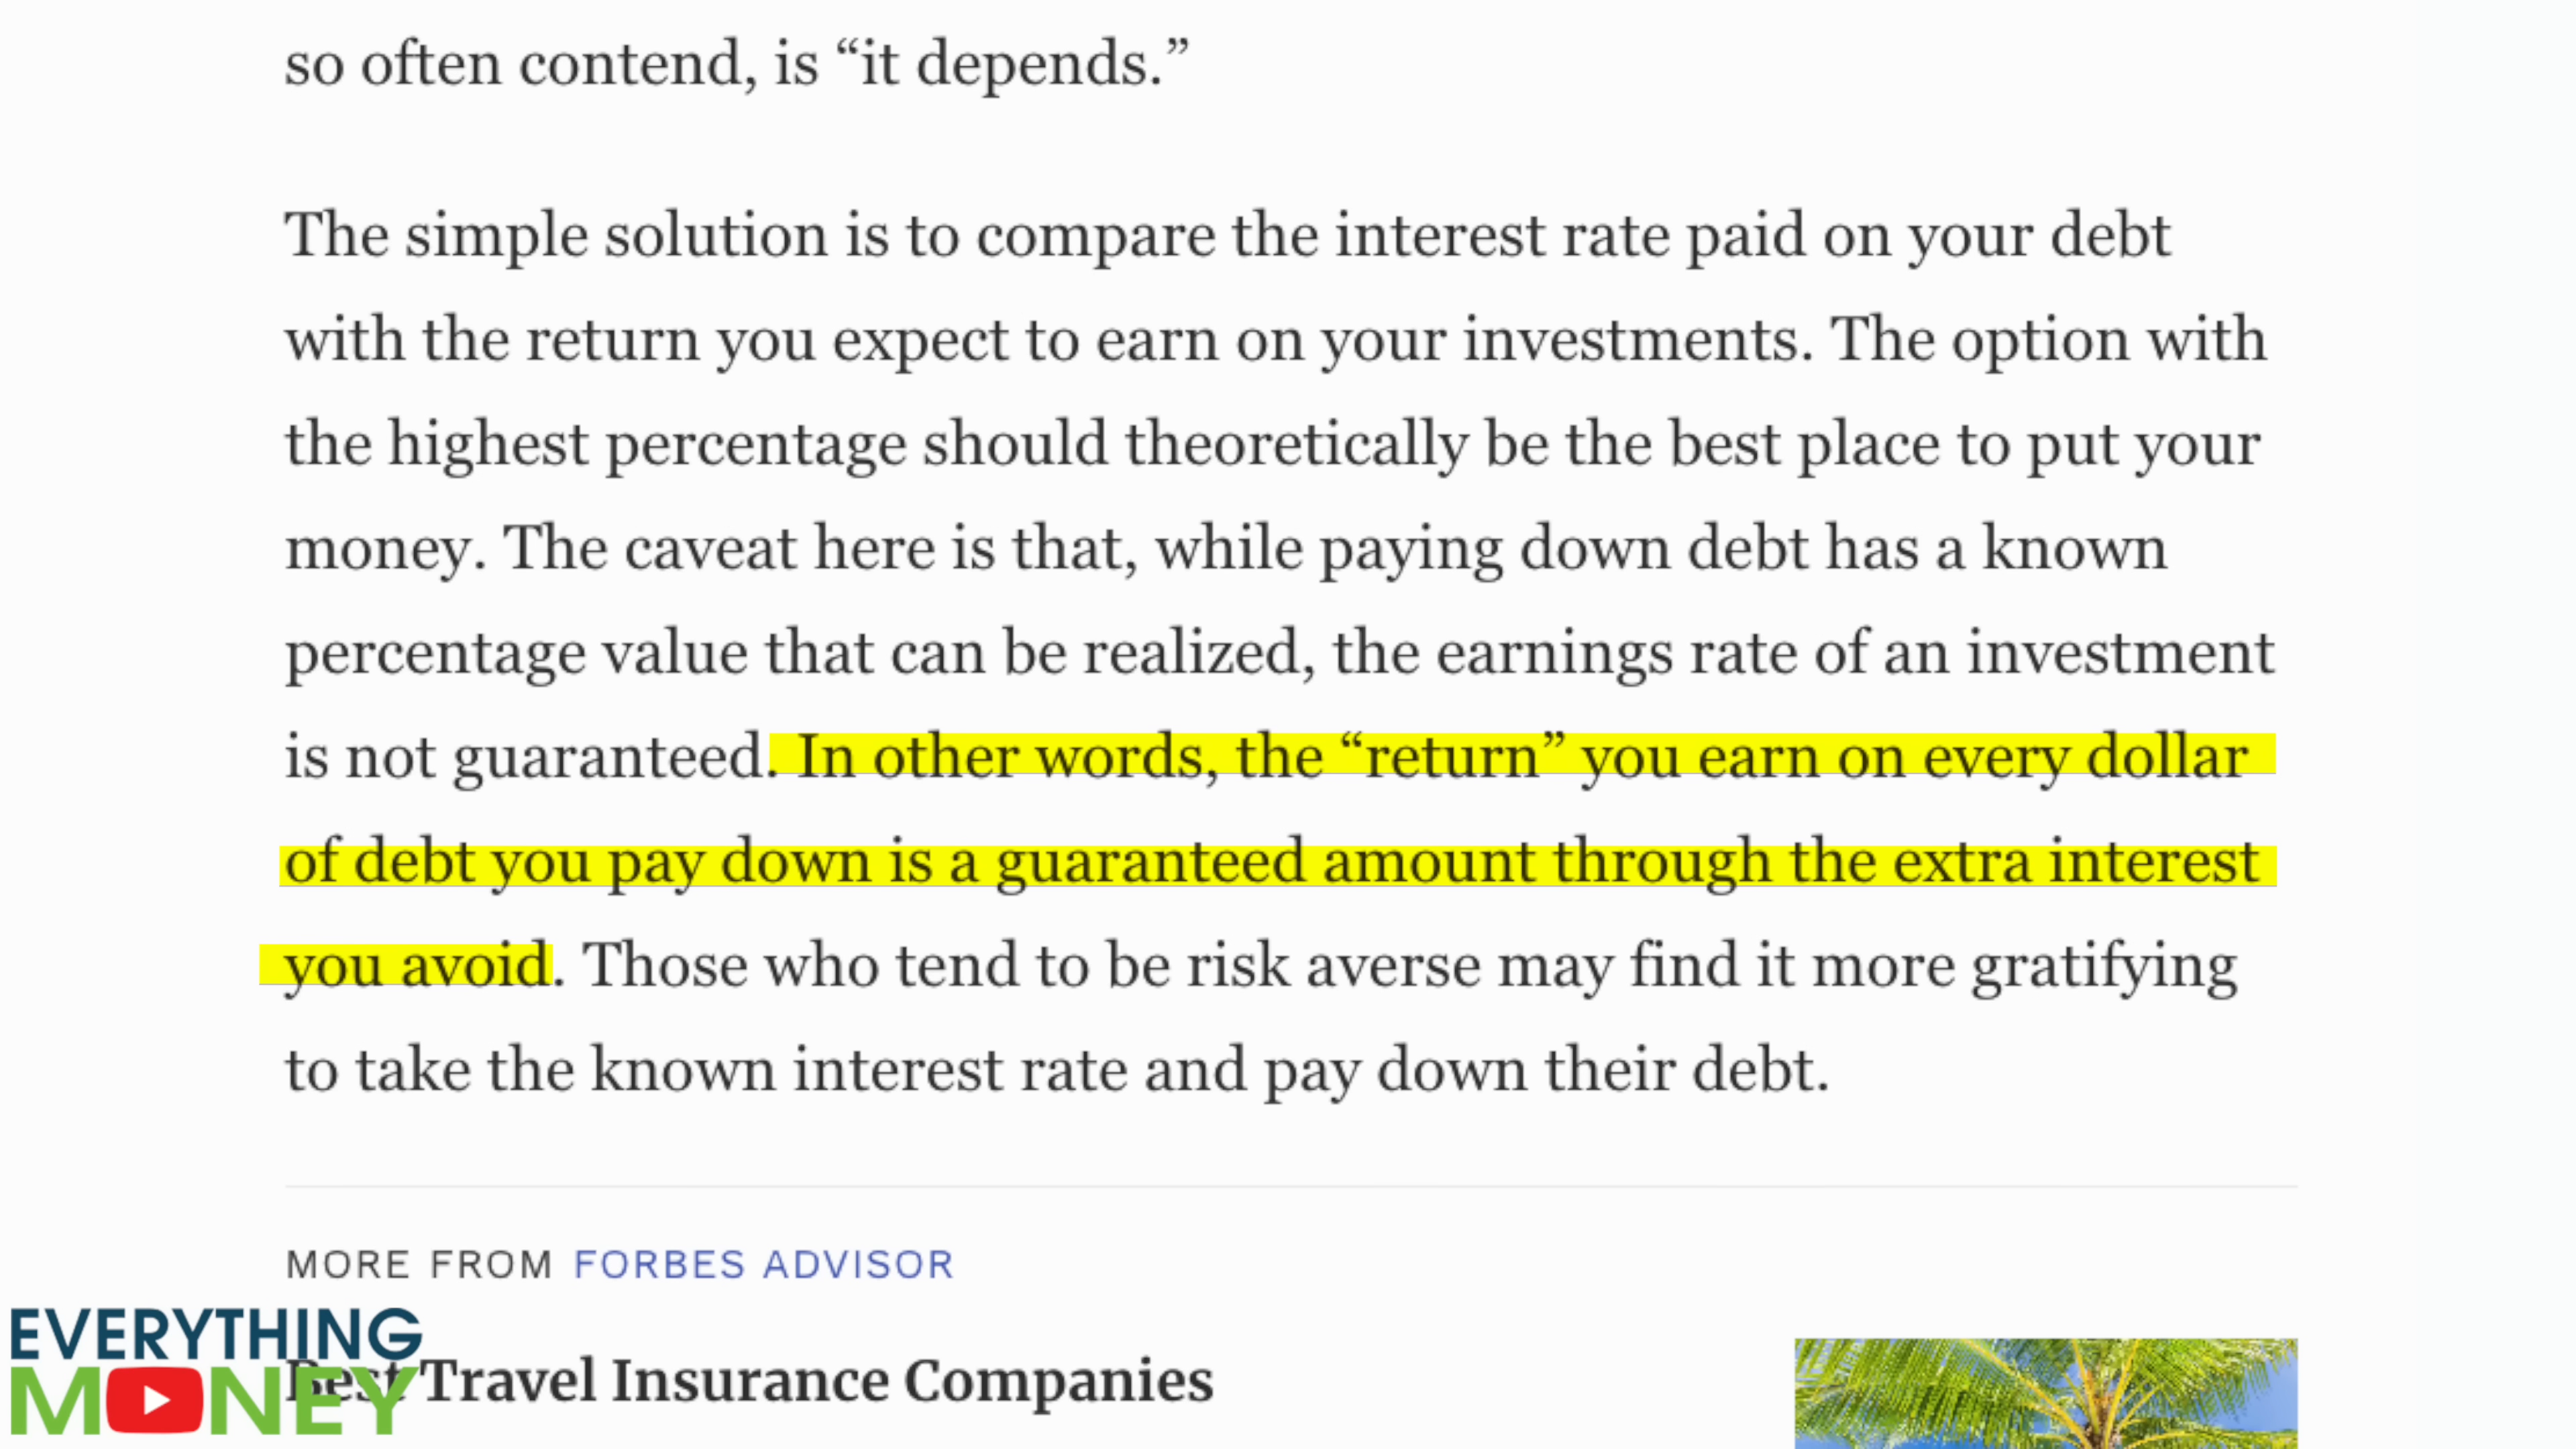 so often contend, is “it depends.”
The simple solution is to compare the interest rate paid on your debt
with the return you expect to earn on your investments. The option with
the highest percentage should theoretically be the best place to put your
money. The caveat here is that, while paying down debt has a known
percentage value that can be realized, the earnings rate of an investment
is not guaranteed. In other words, the “return” you earn on every dollar
of debt you pay down is a guaranteed amount through the extra interest
you avoid. Those who tend to be risk averse may find it more gratifying
to take the known interest rate and pay down their debt.
MORE FROM FORBES ADVISOR
Best Travel Insurance Companies
EVERYTHING
MONEY